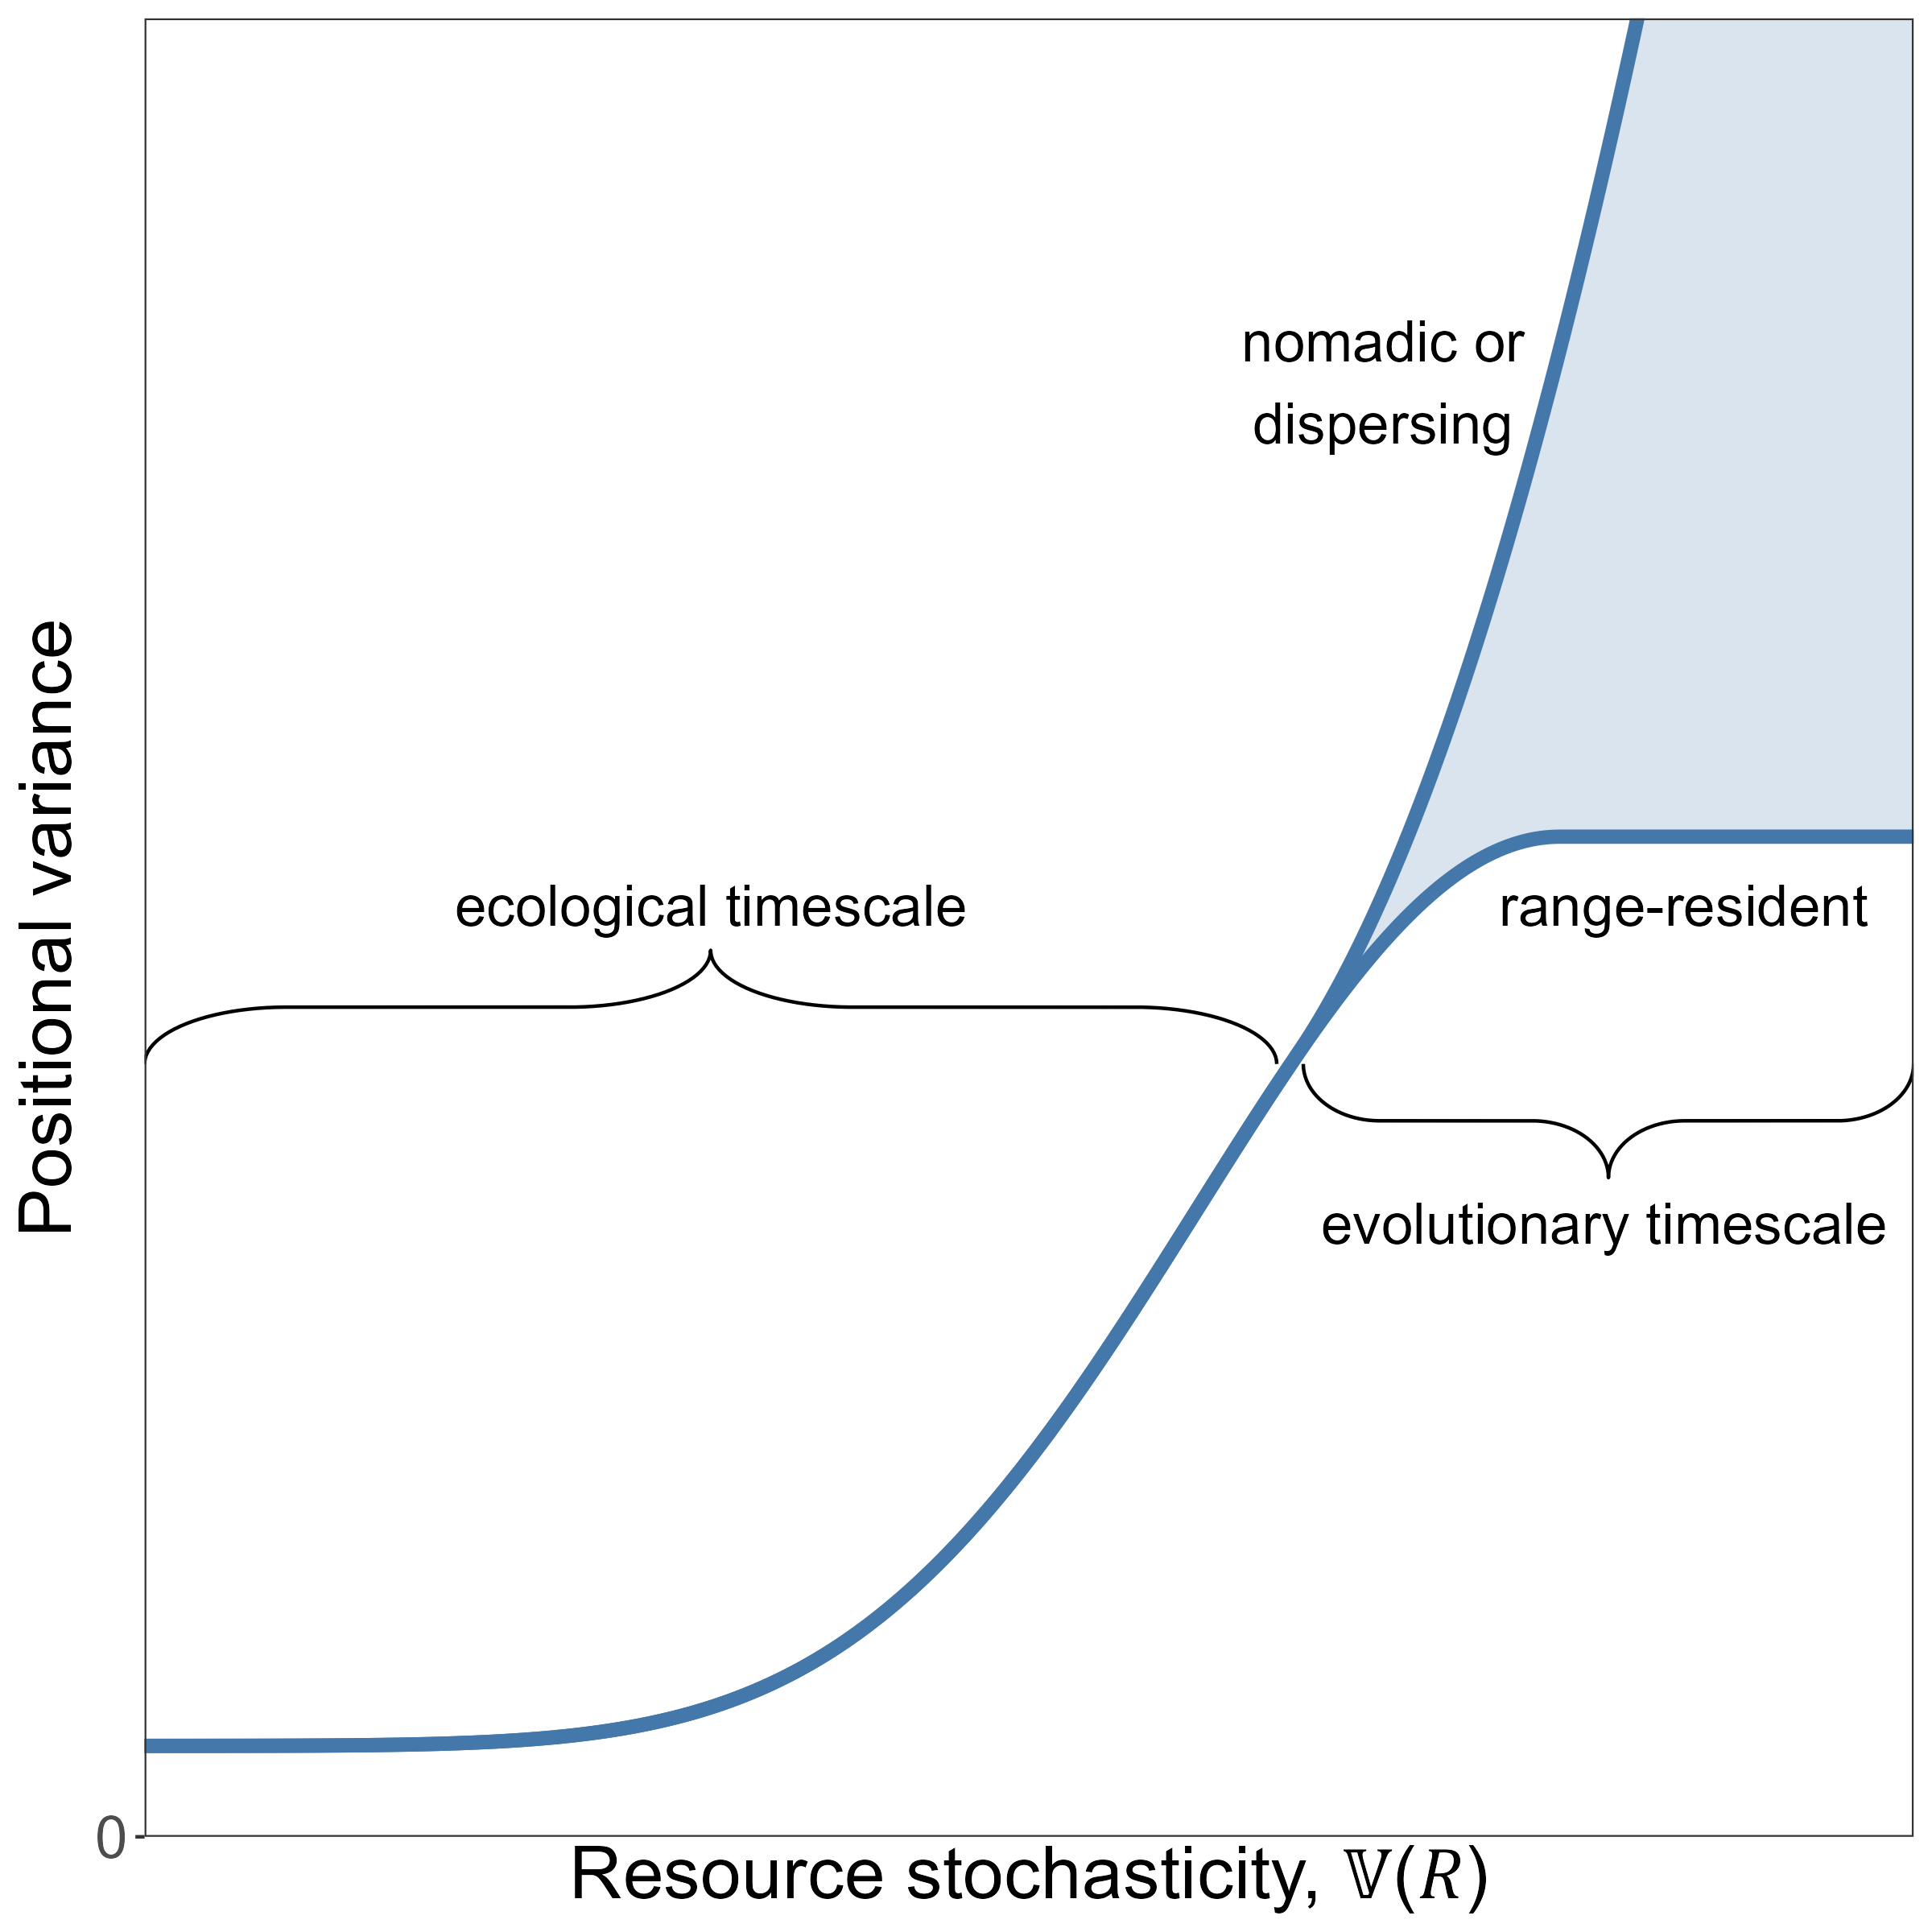 Positional variance
nomadic or
dispersing
ecological timescale
range-resident
evolutionary timescale
0
Resource stochasticity, 𝕍(R)